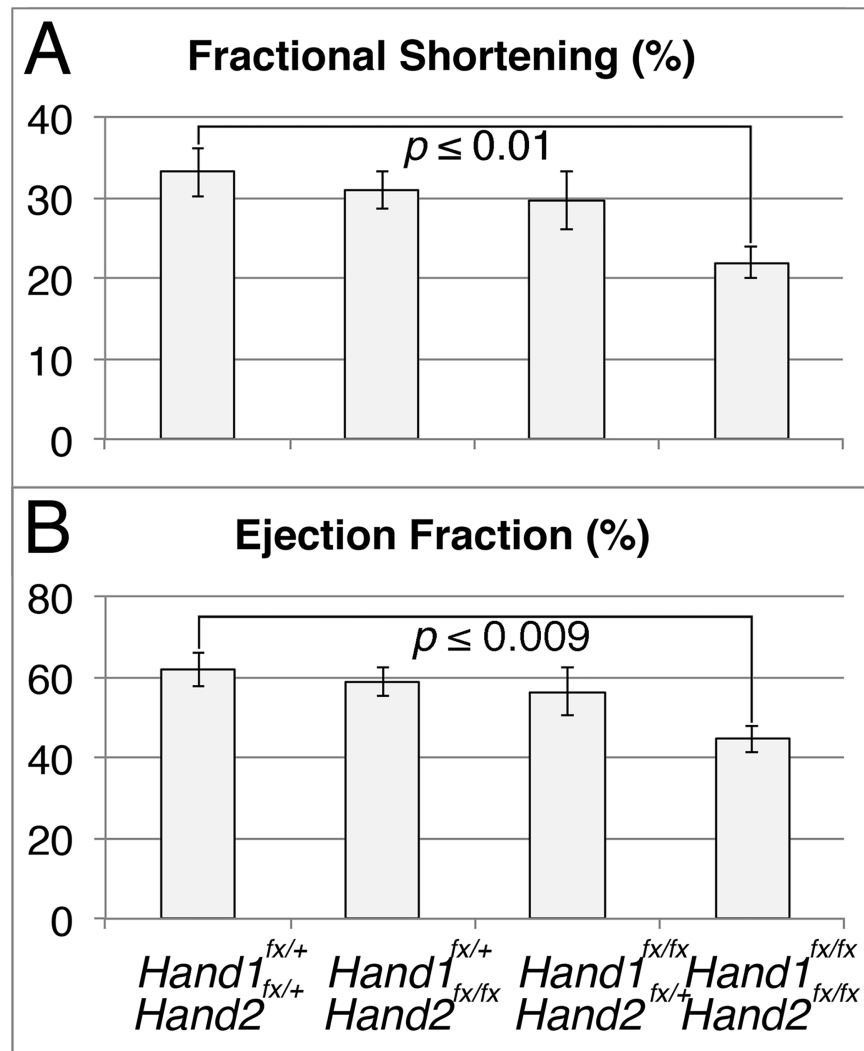 A Fractional Shortening (%)
40
p ≤ 0.01
30
20
10
0
B Ejection Fraction (%)
80
p ≤ 0.009
60
40
20
0
Hand1fx/+ Hand1fx/+ Hand1fx/fx Hand1fx/fx
Hand2fx/+ Hand2fx/fx Hand2fx/+ Hand2fx/fx